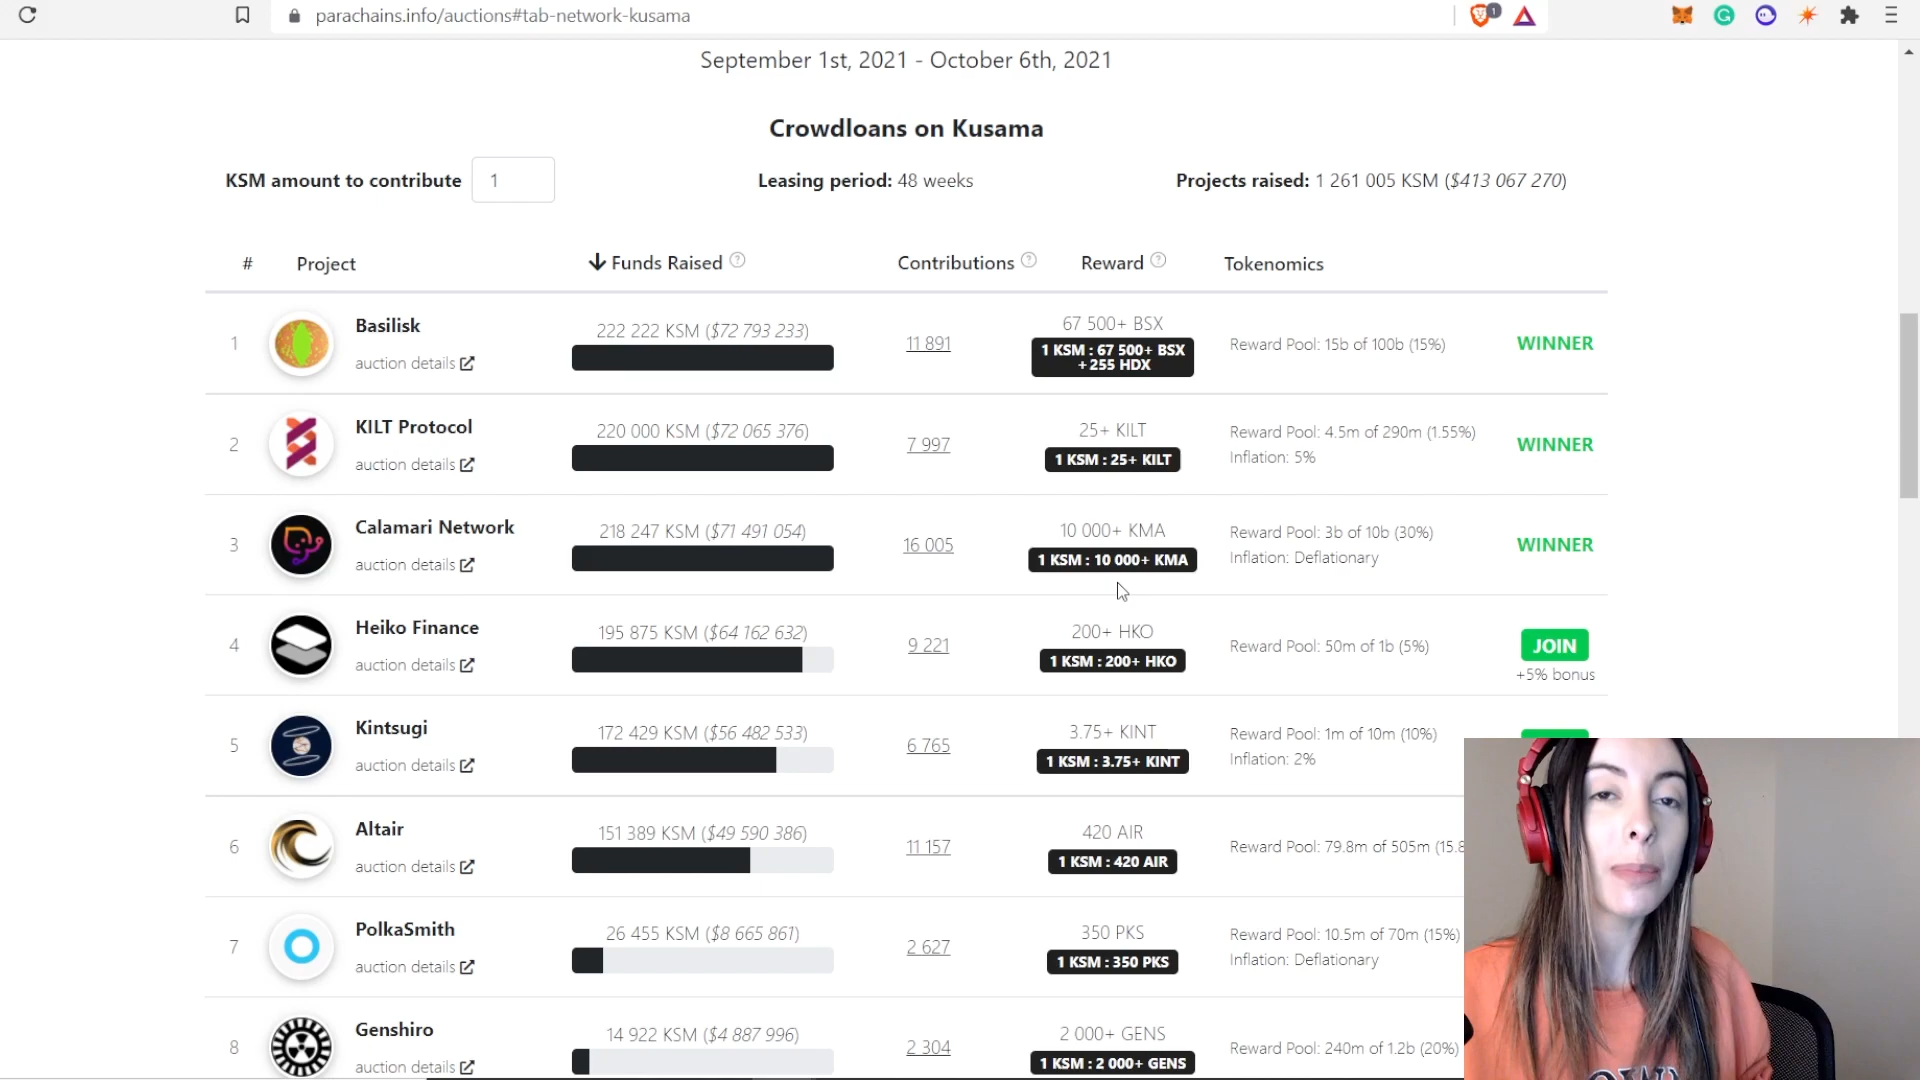 parachains.info/auctions#tab-network-kusama
1
September 1st, 2021 - October 6th, 2021
Crowdloans on Kusama
KSM amount to contribute 1 Leasing period: 48 weeks Projects raised: 1 261 005 KSM ($413 067 270)
# Project Funds Raised ? Contributions ? Reward ? Tokenomics
1 Basilisk auction details 222 222 KSM ($72 793 233) 11 891 67 500+ BSX
1 KSM : 67 500+ BSX
+255 HDX
Reward Pool: 15b of 100b (15%) WINNER
2 KILT Protocol auction details 220 000 KSM ($72 065 376) 7 997 25+ KILT
1 KSM : 25+ KILT
Reward Pool: 4.5m of 290m (1.55%)
Inflation: 5%
WINNER
3 Calamari Network auction details 218 247 KSM ($71 491 054) 16 005 10 000+ KMA
1 KSM : 10 000+ KMA
Reward Pool: 3b of 10b (30%)
Inflation: Deflationary
WINNER
4 Heiko Finance auction details 195 875 KSM ($64 162 632) 9 221 200+ HKO
1 KSM : 200+ HKO
Reward Pool: 50m of 1b (5%)
JOIN
+5% bonus
5 Kintsugi auction details 172 429 KSM ($56 482 533) 6 765 3.75+ KINT
1 KSM : 3.75+ KINT
Reward Pool: 1m of 10m (10%)
Inflation: 2%
6 Altair auction details 151 389 KSM ($49 590 386) 11 157 420 AIR
1 KSM : 420 AIR
Reward Pool: 79.8m of 505m (15.8
7 PolkaSmith auction details 26 455 KSM ($8 665 861) 2 627 350 PKS
1 KSM : 350 PKS
Reward Pool: 10.5m of 70m (15%)
Inflation: Deflationary
8 Genshiro auction details 14 922 KSM ($4 887 996) 2 304 2 000+ GENS
1 KSM : 2 000+ GENS
Reward Pool: 240m of 1.2b (20%)